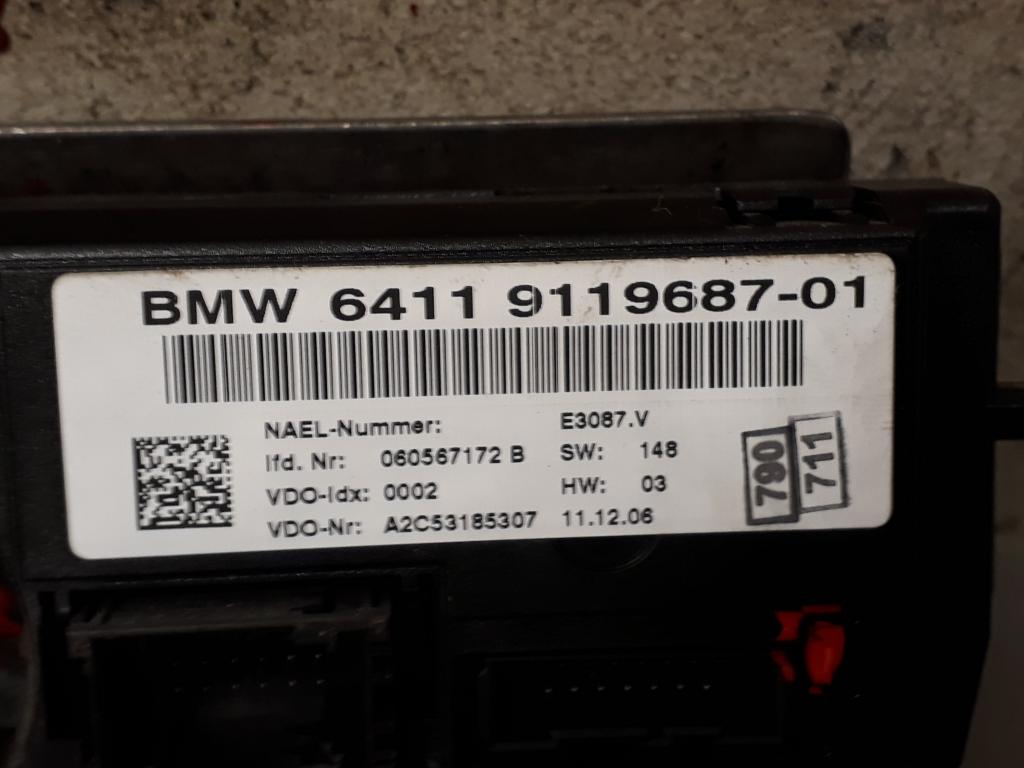 BMW 6411 9119687-01
NAEL-Nummer: E3087.V
lfd. Nr: 060567172 B SW: 148
VDO-Idx: 0002 HW: 03
VDO-Nr: A2C53185307 11.12.06
790
711